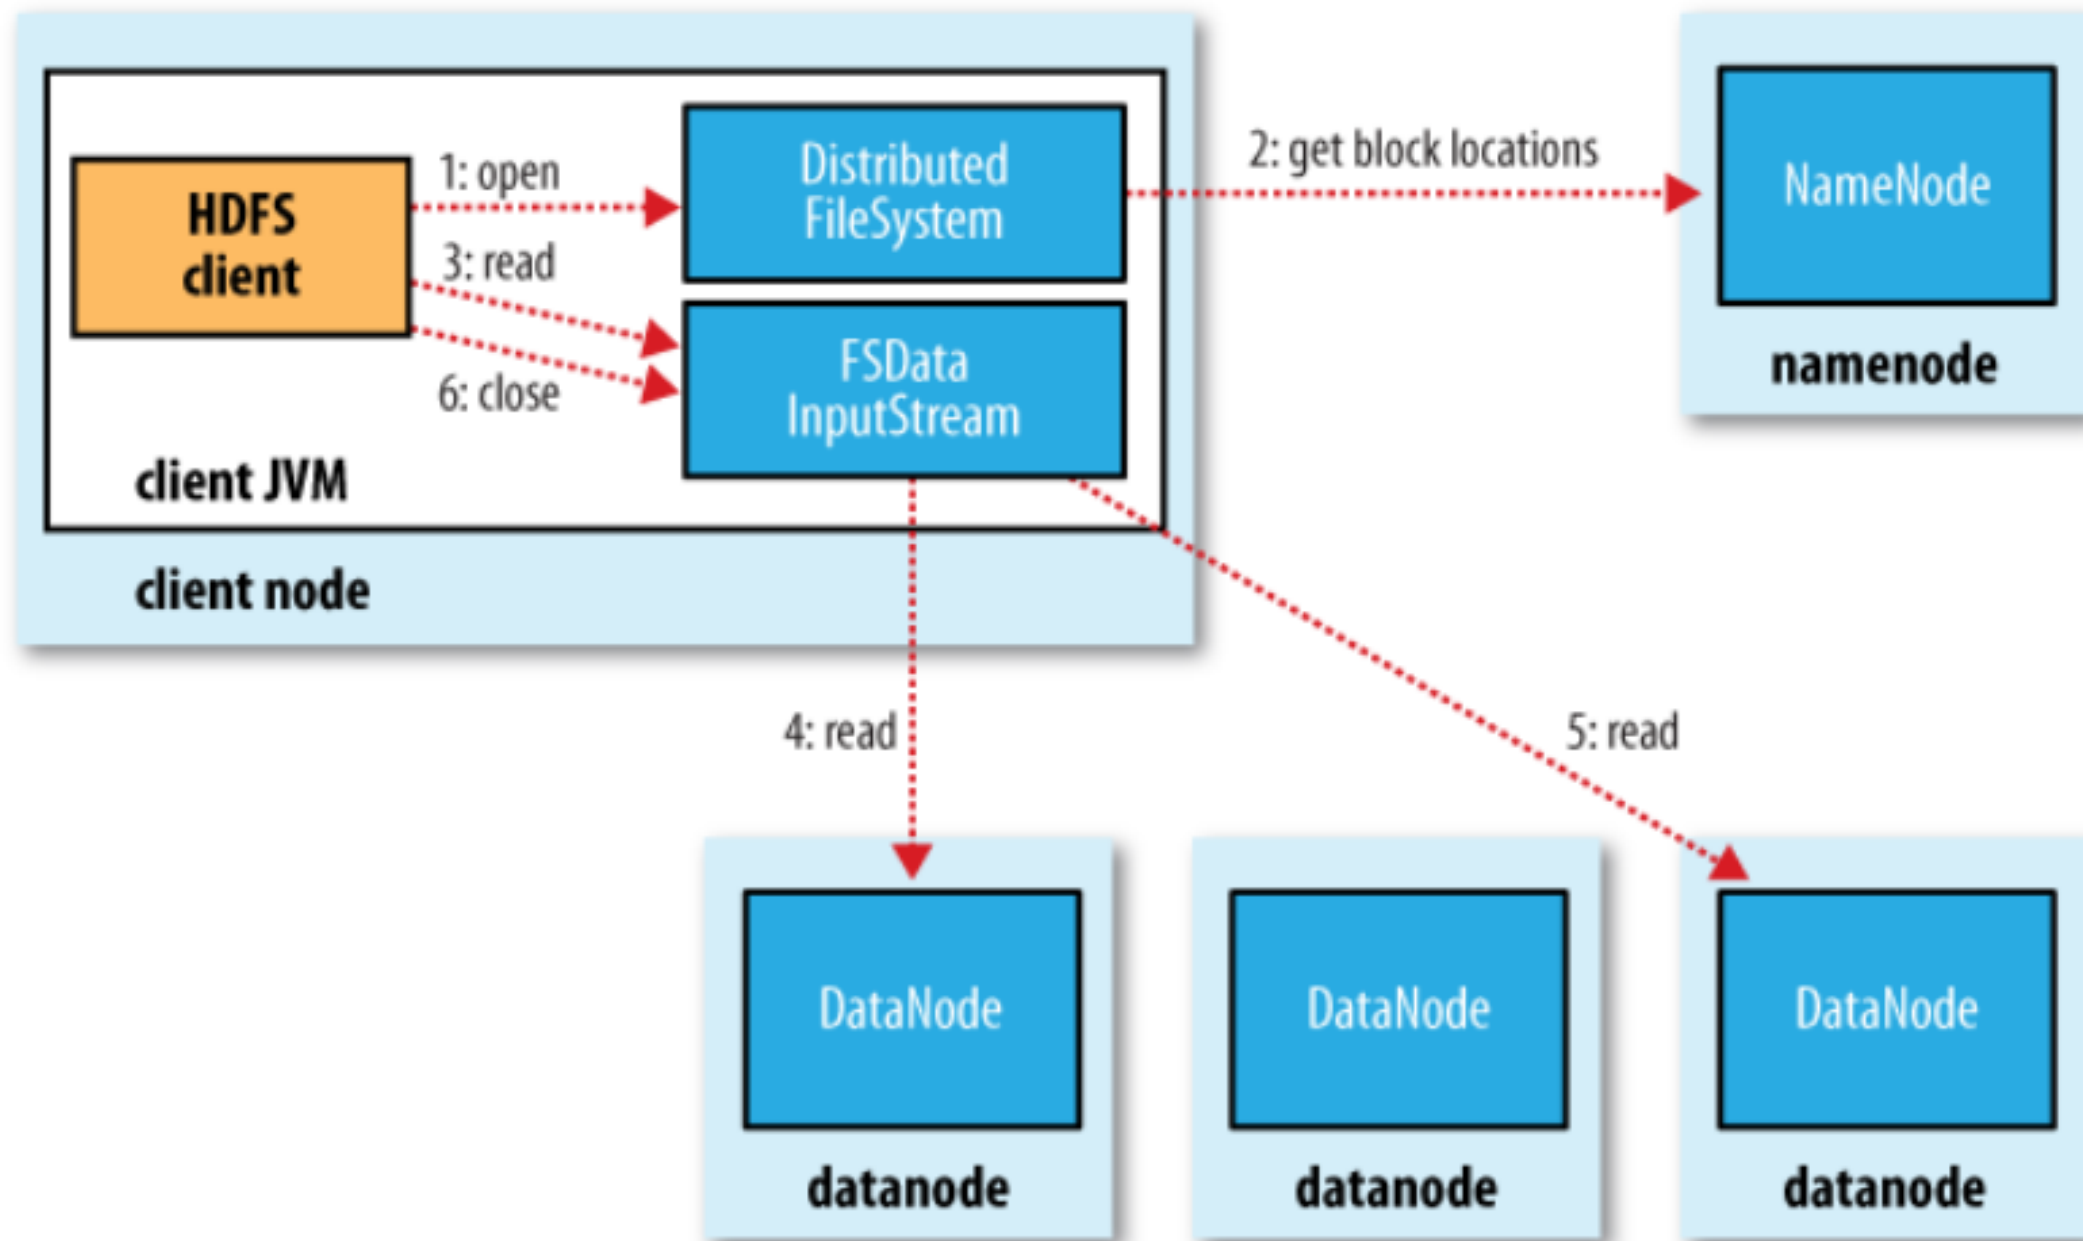 HDFS
client
1: open
3: read
6: close
Distributed
FileSystem
FSData
InputStream
client JVM
client node
2: get block locations
NameNode
namenode
4: read
5: read
DataNode
datanode
DataNode
datanode
DataNode
datanode